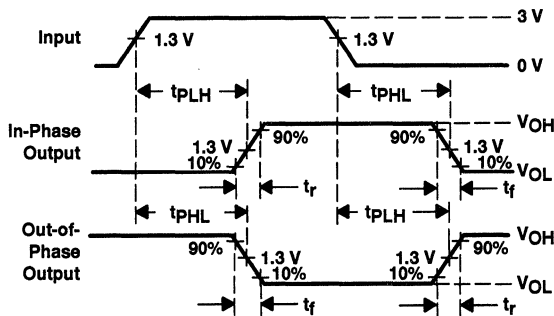 3 V
Input
1.3 V
1.3 V
0 V
tPLH
tPHL
In-Phase
Output
VOH
90%
90%
1.3 V
1.3 V
10%
10%
VOL
tr
tf
tPHL
tPLH
Out-of-
Phase
Output
VOH
90%
90%
1.3 V
1.3 V
10%
10%
VOL
tf
tr